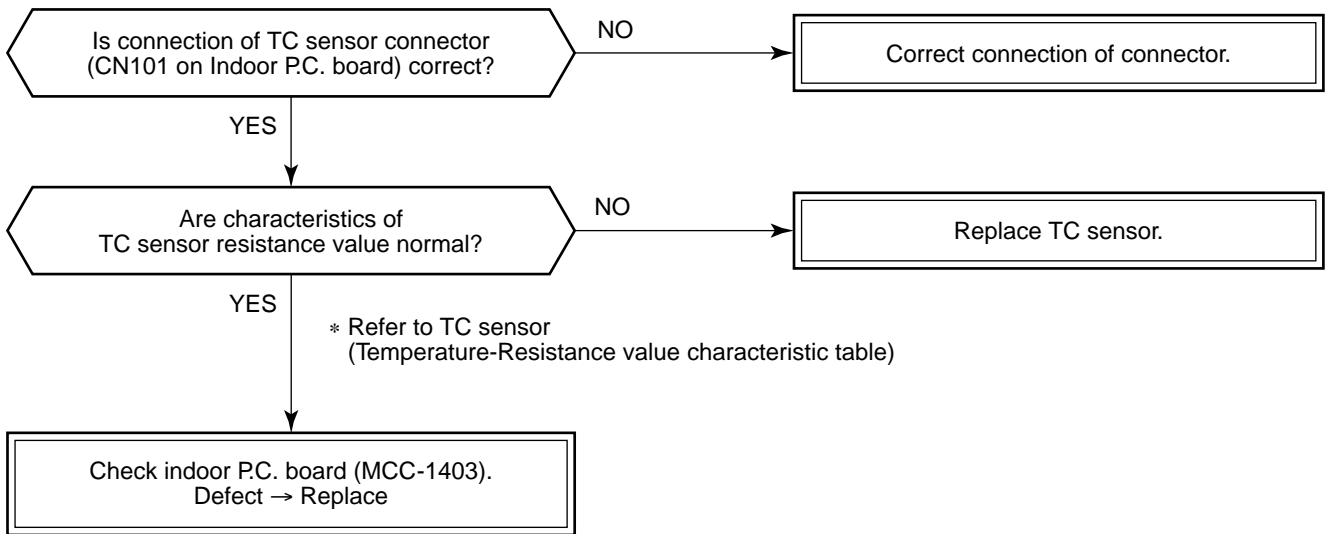 Is connection of TC sensor connector
(CN101 on Indoor P.C. board) correct?
NO
Correct connection of connector.
YES
Are characteristics of
TC sensor resistance value normal?
NO
Replace TC sensor.
YES
* Refer to TC sensor
(Temperature-Resistance value characteristic table)
Check indoor P.C. board (MCC-1403).
Defect → Replace